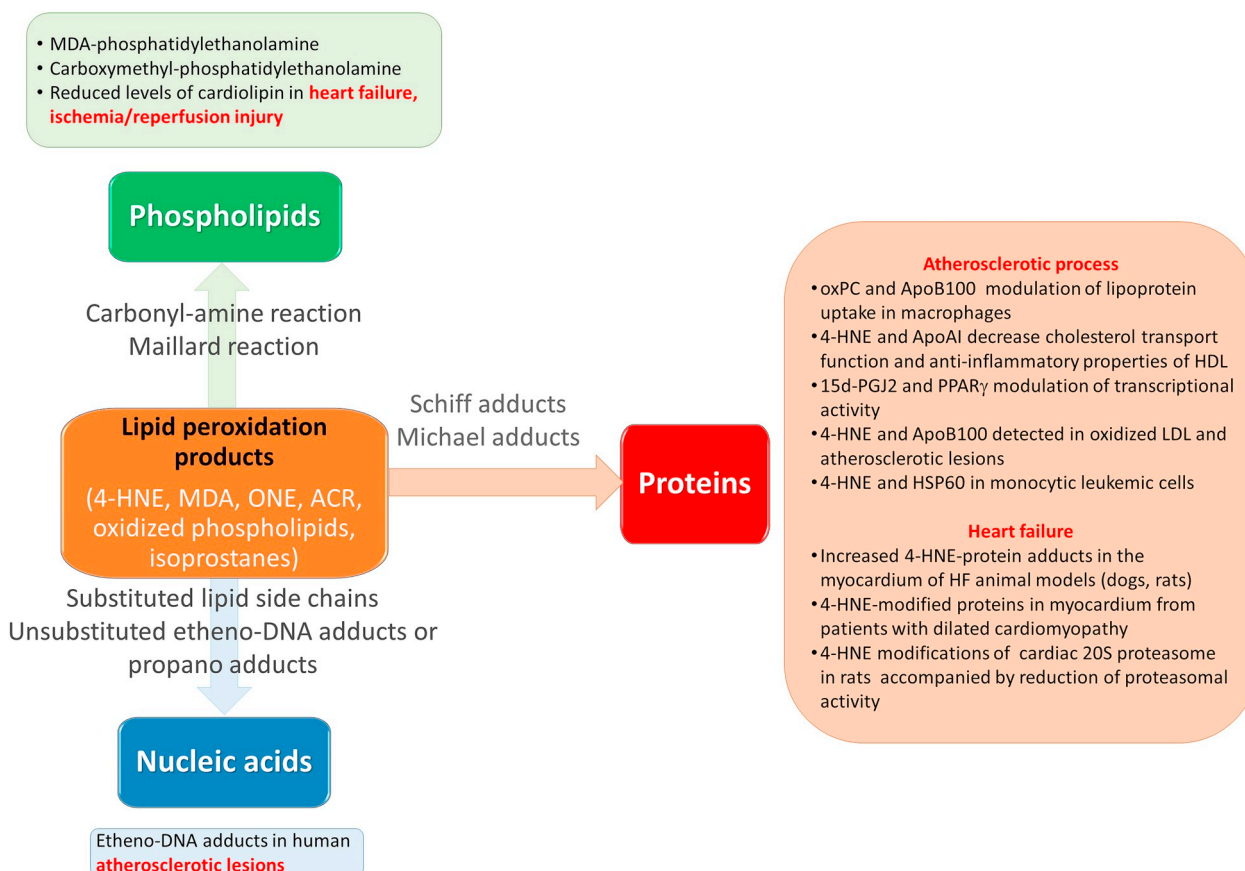 • MDA-phosphatidylethanolamine
• Carboxymethyl-phosphatidylethanolamine
• Reduced levels of cardiolipin in heart failure,
ischemia/reperfusion injury
Phospholipids
Carbonyl-amine reaction
Maillard reaction
Lipid peroxidation
products
(4-HNE, MDA, ONE, ACR,
oxidized phospholipids,
isoprostanes)
Schiff adducts
Michael adducts
Proteins
Substituted lipid side chains
Unsubstituted etheno-DNA adducts or
propano adducts
Nucleic acids
Etheno-DNA adducts in human
atherosclerotic lesions
Atherosclerotic process
• oxPC and ApoB100 modulation of lipoprotein
uptake in macrophages
• 4-HNE and ApoAI decrease cholesterol transport
function and anti-inflammatory properties of HDL
• 15d-PGJ2 and PPARγ modulation of transcriptional
activity
• 4-HNE and ApoB100 detected in oxidized LDL and
atherosclerotic lesions
• 4-HNE and HSP60 in monocytic leukemic cells
Heart failure
• Increased 4-HNE-protein adducts in the
myocardium of HF animal models (dogs, rats)
• 4-HNE-modified proteins in myocardium from
patients with dilated cardiomyopathy
• 4-HNE modifications of cardiac 20S proteasome
in rats accompanied by reduction of proteasomal
activity